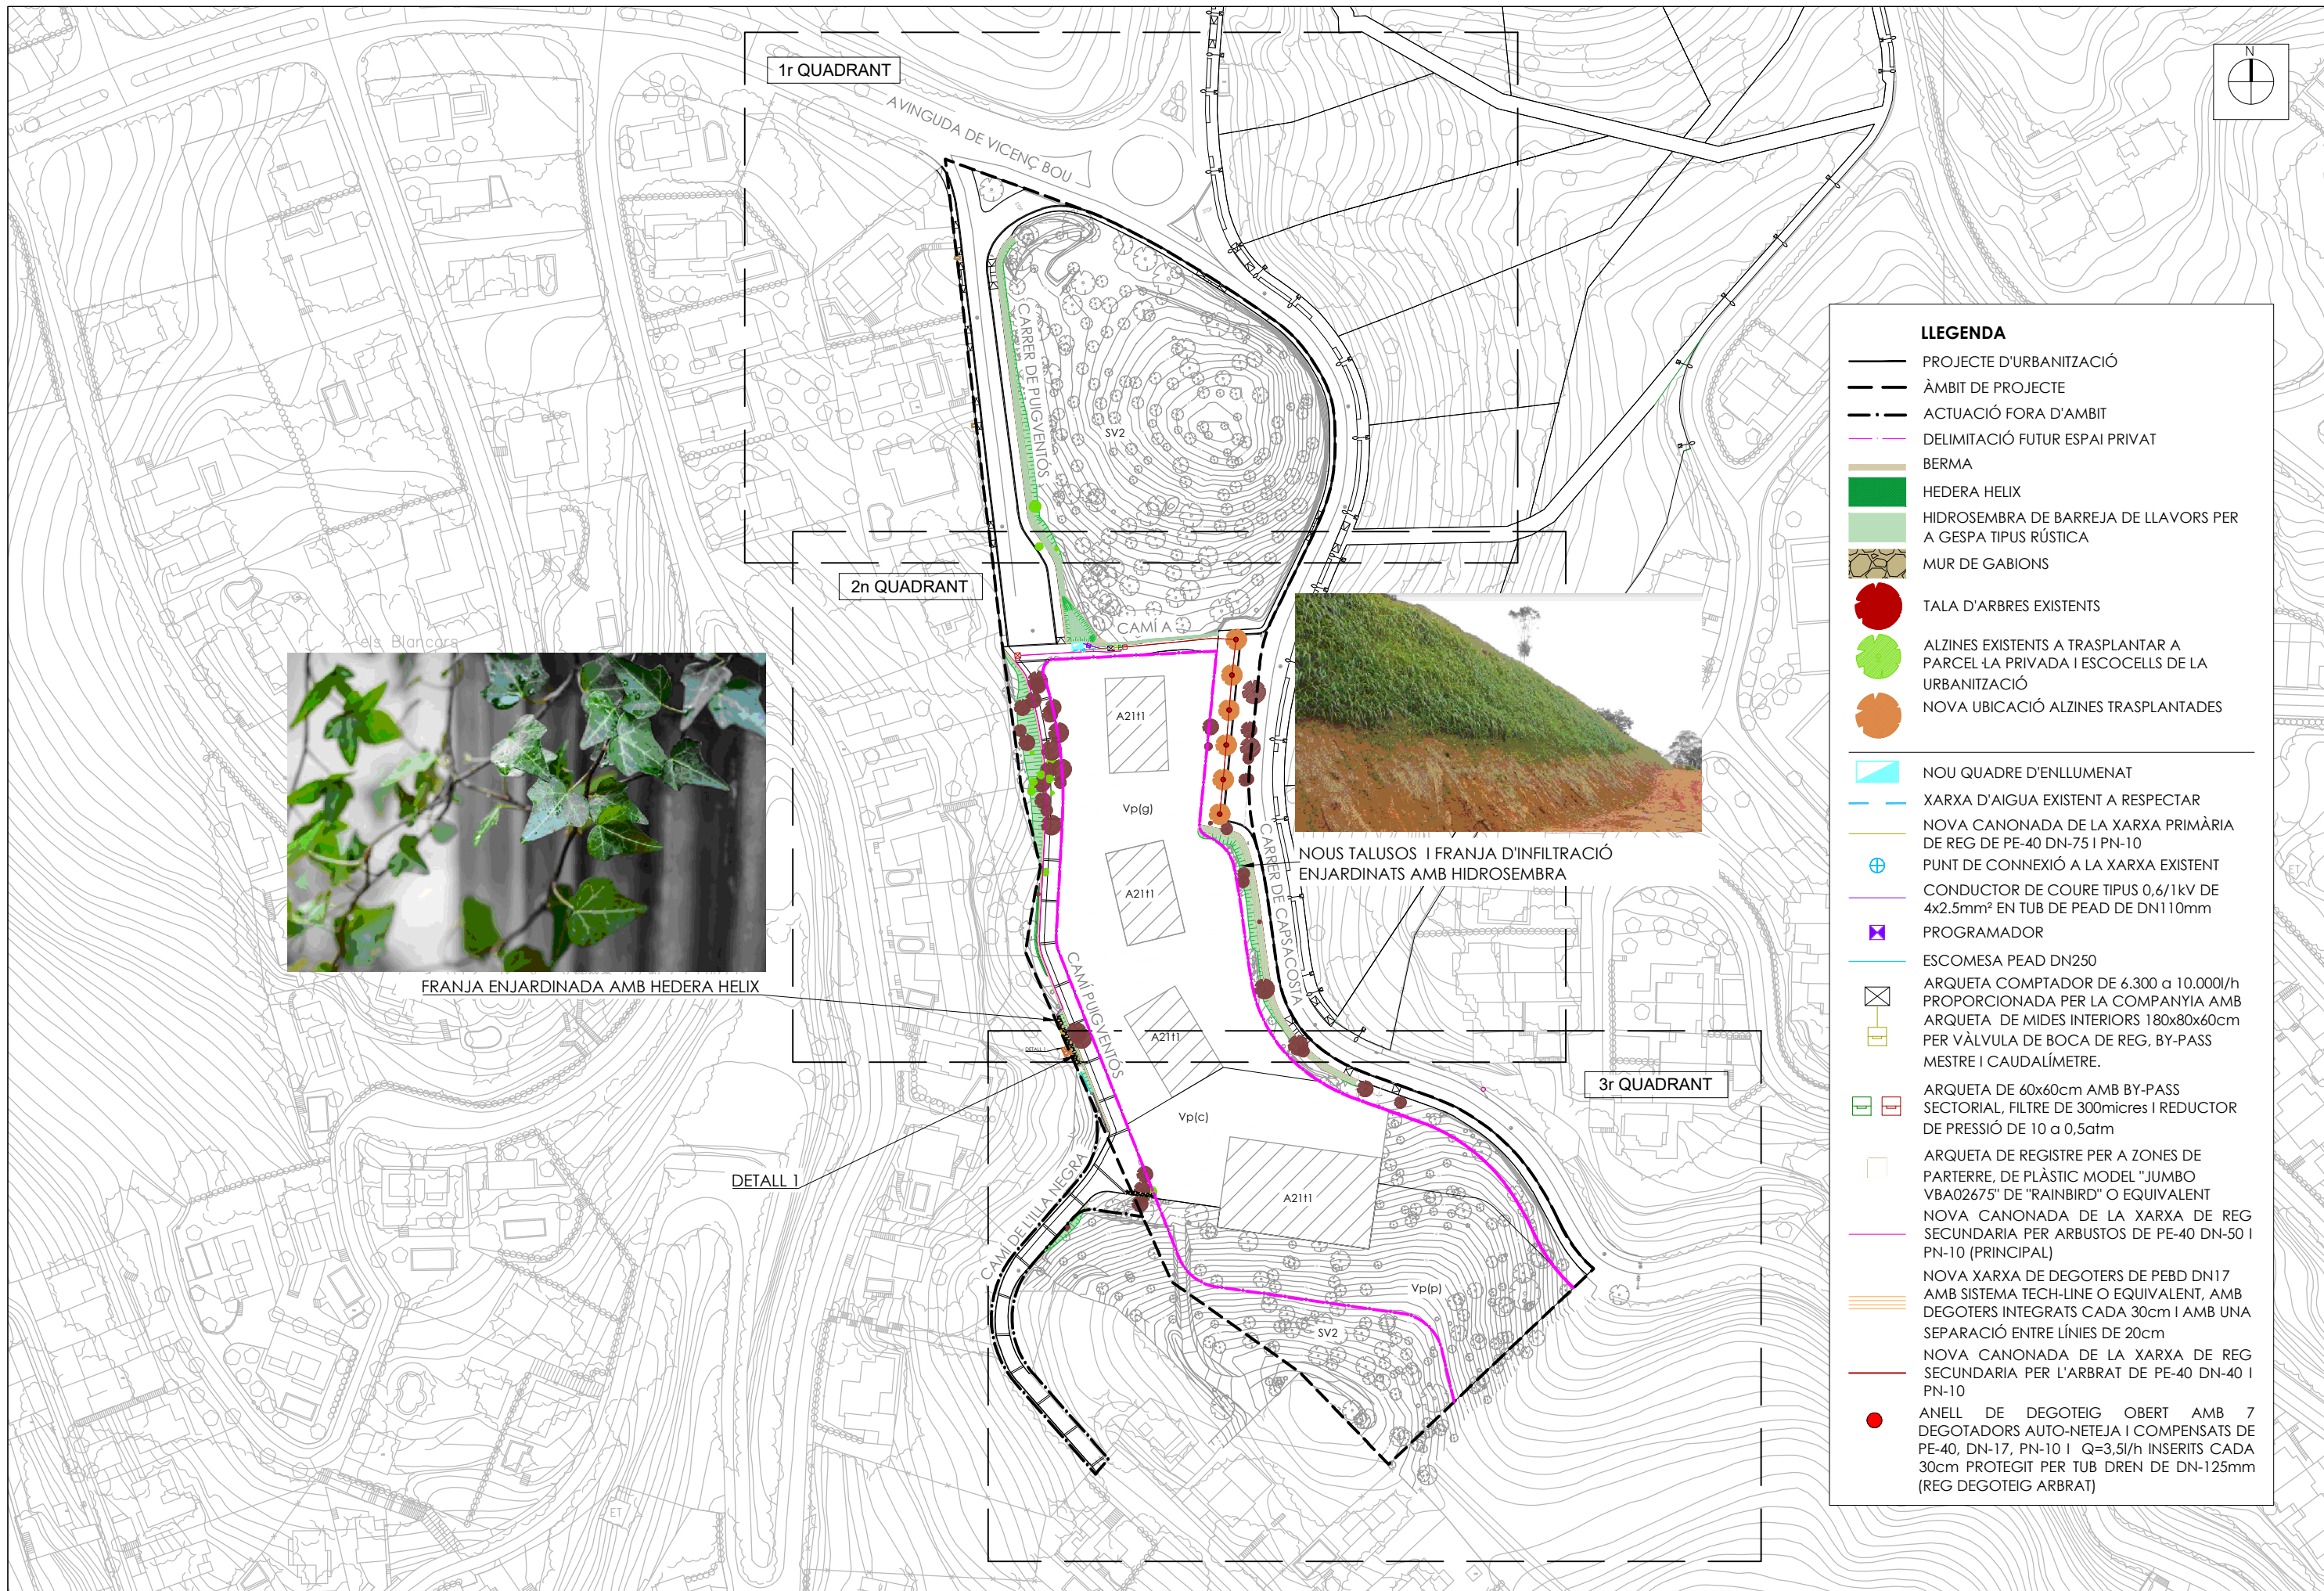 1r QUADRANT
AVINGUDA DE VICENÇ BOU
N
CARRER DE PUIGVENTÓS
SV2
2n QUADRANT
CAMÍ A
els Blancars
A21t1
Vp(g)
A21t1
NOUS TALUSOS I FRANJA D'INFILTRACIÓ
ENJARDINATS AMB HIDROSEMBRA
CARRER DE CAPSACOSTA
FRANJA ENJARDINADA AMB HEDERA HELIX
CAMÍ PUIGVENTÓS
A21t1
3r QUADRANT
Vp(c)
DETALL 1
CAMÍ DE L'ILLA NEGRA
A21t1
Vp(p)
SV2
ET
LLEGENDA
PROJECTE D'URBANITZACIÓ
ÀMBIT DE PROJECTE
ACTUACIÓ FORA D'AMBIT
DELIMITACIÓ FUTUR ESPAI PRIVAT
BERMA
HEDERA HELIX
HIDROSEMBRA DE BARREJA DE LLAVORS PER
A GESPA TIPUS RÚSTICA
MUR DE GABIONS
TALA D'ARBRES EXISTENTS
ALZINES EXISTENTS A TRASPLANTAR A
PARCEL·LA PRIVADA I ESCOCELLS DE LA
URBANITZACIÓ
NOVA UBICACIÓ ALZINES TRASPLANTADES
NOU QUADRE D'ENLLUMENAT
XARXA D'AIGUA EXISTENT A RESPECTAR
NOVA CANONADA DE LA XARXA PRIMÀRIA
DE REG DE PE-40 DN-75 I PN-10
PUNT DE CONNEXIÓ A LA XARXA EXISTENT
CONDUCTOR DE COURE TIPUS 0,6/1kV DE
4x2.5mm² EN TUB DE PEAD DE DN110mm
PROGRAMADOR
ESCOMESA PEAD DN250
ARQUETA COMPTADOR DE 6.300 a 10.000l/h
PROPORCIONADA PER LA COMPANYIA AMB
ARQUETA DE MIDES INTERIORS 180x80x60cm
PER VÀLVULA DE BOCA DE REG, BY-PASS
MESTRE I CAUDALÍMETRE.
ARQUETA DE 60x60cm AMB BY-PASS
SECTORIAL, FILTRE DE 300micres I REDUCTOR
DE PRESSIÓ DE 10 a 0,5atm
ARQUETA DE REGISTRE PER A ZONES DE
PARTERRE, DE PLÀSTIC MODEL "JUMBO
VBA02675" DE "RAINBIRD" O EQUIVALENT
NOVA CANONADA DE LA XARXA DE REG
SECUNDARIA PER ARBUSTOS DE PE-40 DN-50 I
PN-10 (PRINCIPAL)
NOVA XARXA DE DEGOTERS DE PEBD DN17
AMB SISTEMA TECH-LINE O EQUIVALENT, AMB
DEGOTERS INTEGRATS CADA 30cm I AMB UNA
SEPARACIÓ ENTRE LÍNIES DE 20cm
NOVA CANONADA DE LA XARXA DE REG
SECUNDARIA PER L'ARBRAT DE PE-40 DN-40 I
PN-10
ANELL DE DEGOTEIG OBERT AMB 7
DEGOTADORS AUTO-NETEJA I COMPENSATS DE
PE-40, DN-17, PN-10 I Q=3,5l/h INSERITS CADA
30cm PROTEGIT PER TUB DREN DE DN-125mm
(REG DEGOTEIG ARBRAT)